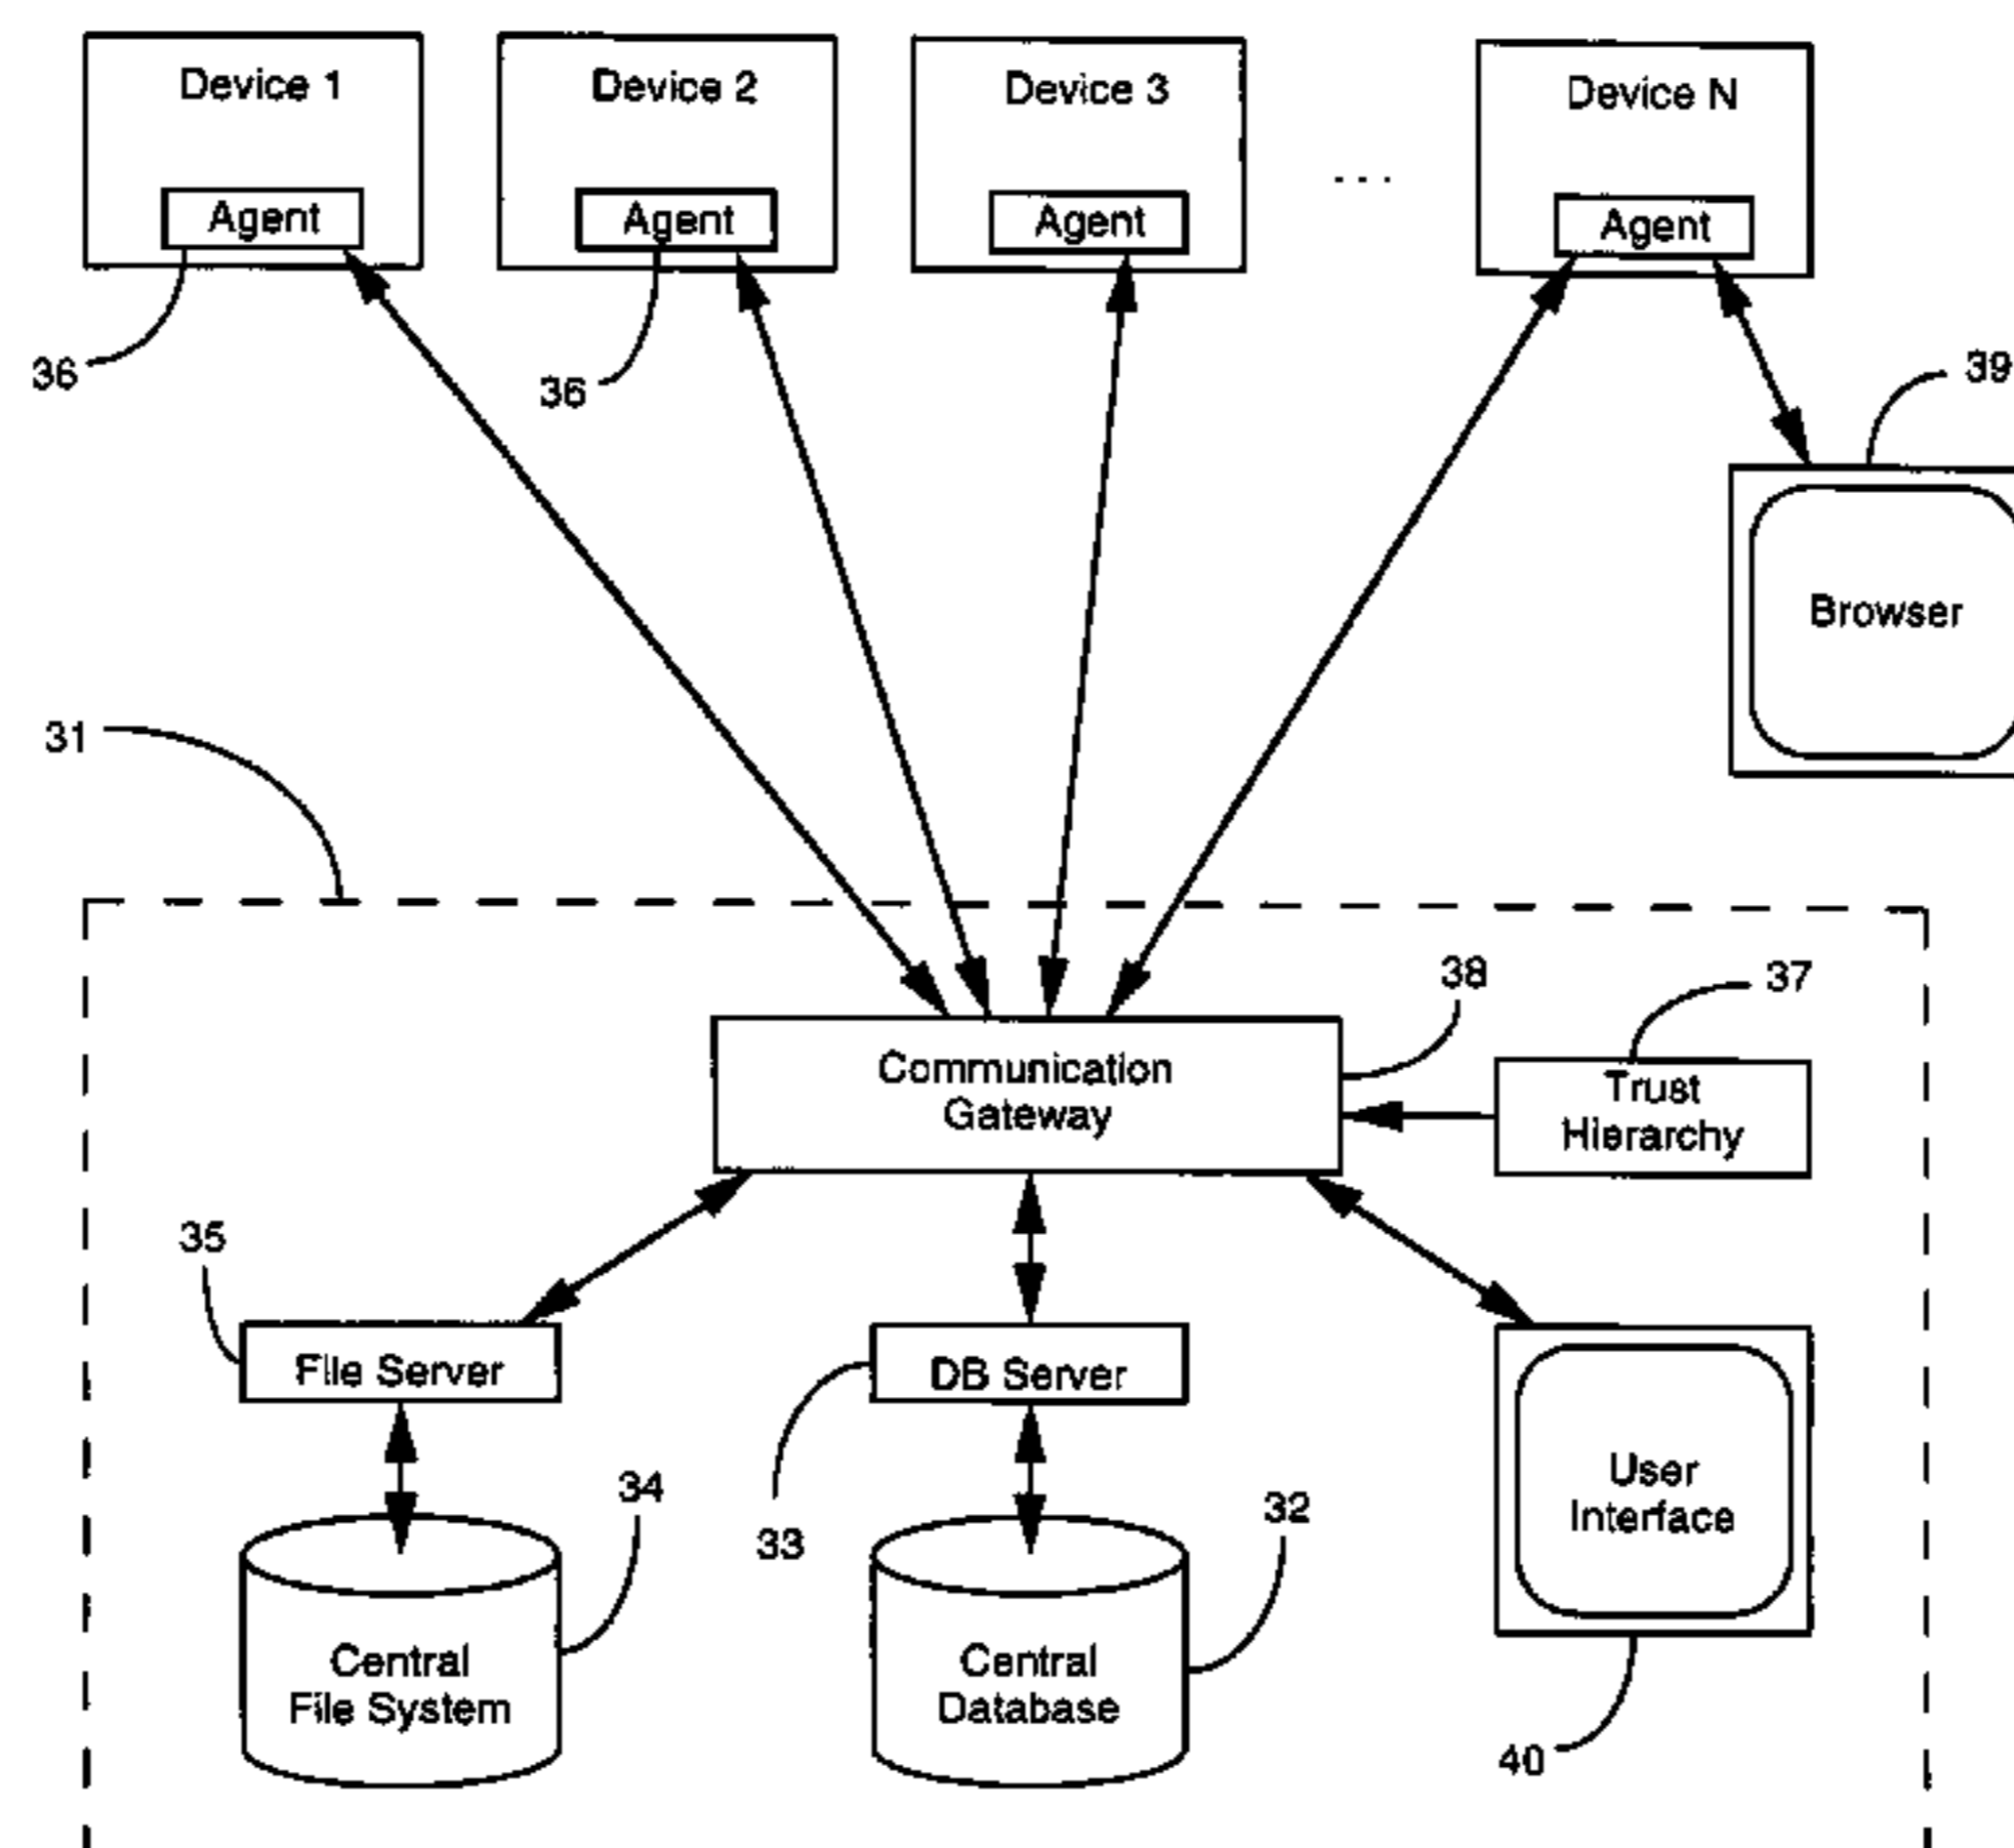 Device 1
Device 2
Device 3
Device N
Agent
Agent
Agent
. . .
Agent
36
36
39
Browser
31
38
37
Communication
Gateway
Trust
Hierarchy
35
File Server
DB Server
34
33
32
User
Interface
Central
File System
Central
Database
40